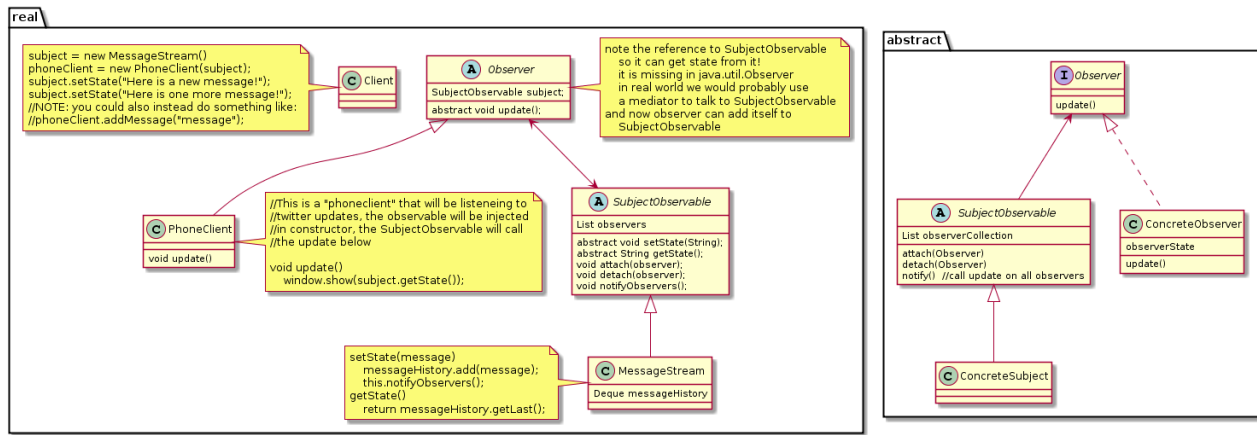 real
subject = new MessageStream()
phoneClient = new PhoneClient(subject);
subject.setState("Here is a new message!");
subject.setState("Here is one more message!");
//NOTE: you could also instead do something like:
//phoneClient.addMessage("message");
C Client
A Observer
SubjectObservable subject;
abstract void update();
note the reference to SubjectObservable
so it can get state from it!
it is missing in java.util.Observer
in real world we would probably use
a mediator to talk to SubjectObservable
and now observer can add itself to
SubjectObservable
C PhoneClient
void update()
//This is a "phoneclient" that will be listeneing to
//twitter updates, the observable will be injected
//in constructor, the SubjectObservable will call
//the update below
void update()
window.show(subject.getState());
A SubjectObservable
List observers
abstract void setState(String);
abstract String getState();
void attach(observer);
void detach(observer);
void notifyObservers();
setState(message)
messageHistory.add(message);
this.notifyObservers();
getState()
return messageHistory.getLast();
C MessageStream
Deque messageHistory
abstract
I Observer
update()
A SubjectObservable
List observerCollection
attach(Observer)
detach(Observer)
notify() //call update on all observers
C ConcreteObserver
observerState
update()
C ConcreteSubject